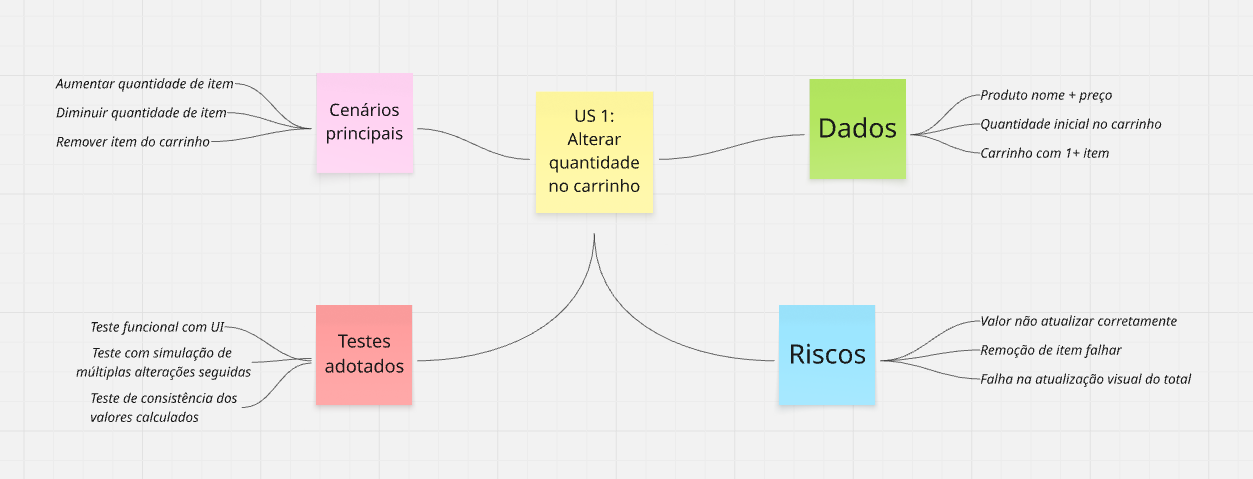 Aumentar quantidade de item
Diminuir quantidade de item
Remover item do carrinho
Cenários
principais
US 1:
Alterar
quantidade
no carrinho
Dados
Produto nome + preço
Quantidade inicial no carrinho
Carrinho com 1+ item
Teste funcional com UI
Teste com simulação de
múltiplas alterações seguidas
Teste de consistência dos
valores calculados
Testes
adotados
Riscos
Valor não atualizar corretamente
Remoção de item falhar
Falha na atualização visual do total